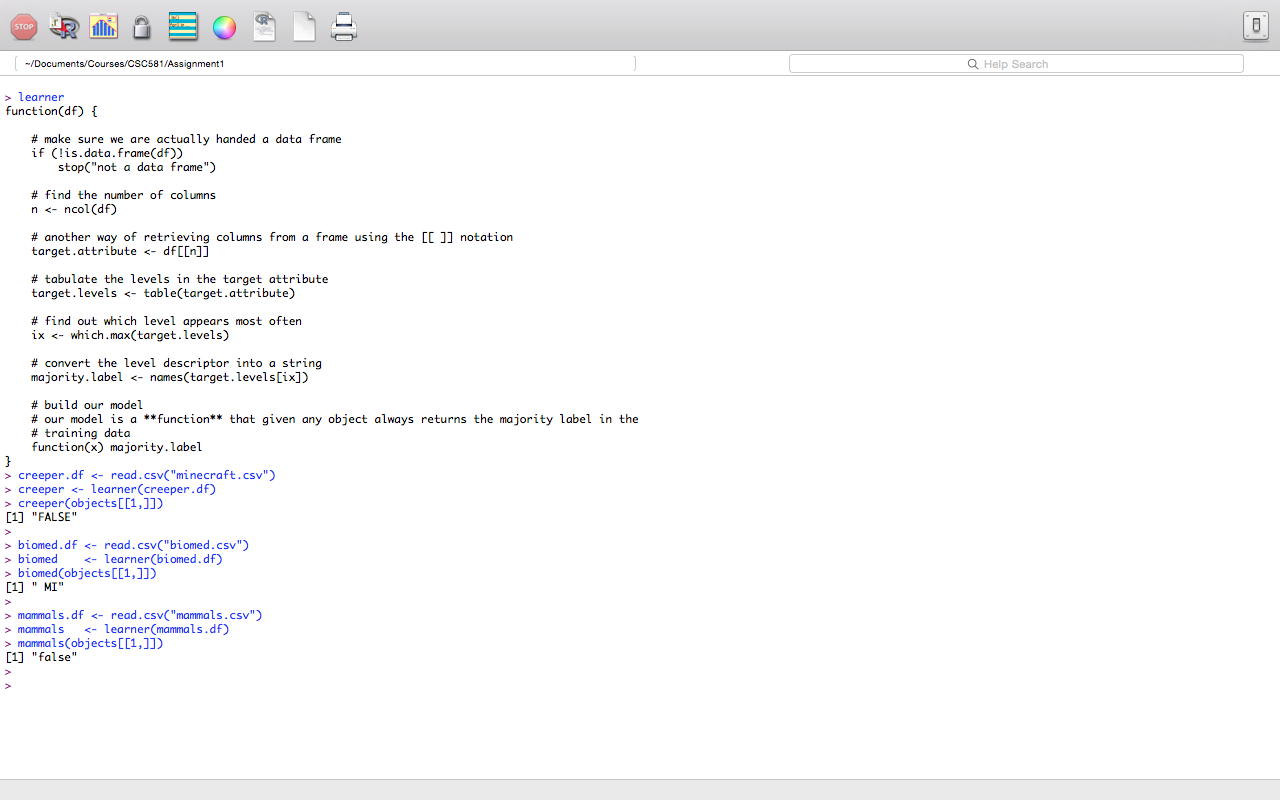 STOP
~/Documents/Courses/CSC581/Assignment1
Help Search
> learner
function(df) {
    # make sure we are actually handed a data frame
    if (!is.data.frame(df))
        stop("not a data frame")
    # find the number of columns
    n <- ncol(df)
    # another way of retrieving columns from a frame using the [[ ]] notation
    target.attribute <- df[[n]]
    # tabulate the levels in the target attribute
    target.levels <- table(target.attribute)
    # find out which level appears most often
    ix <- which.max(target.levels)
    # convert the level descriptor into a string
    majority.label <- names(target.levels[ix])
    # build our model
    # our model is a **function** that given any object always returns the majority label in the
    # training data
    function(x) majority.label
}
> creeper.df <- read.csv("minecraft.csv")
> creeper <- learner(creeper.df)
> creeper(objects[[1,]])
[1] "FALSE"
>
> biomed.df <- read.csv("biomed.csv")
> biomed    <- learner(biomed.df)
> biomed(objects[[1,]])
[1] " MI"
>
> mammals.df <- read.csv("mammals.csv")
> mammals   <- learner(mammals.df)
> mammals(objects[[1,]])
[1] "false"
>
>